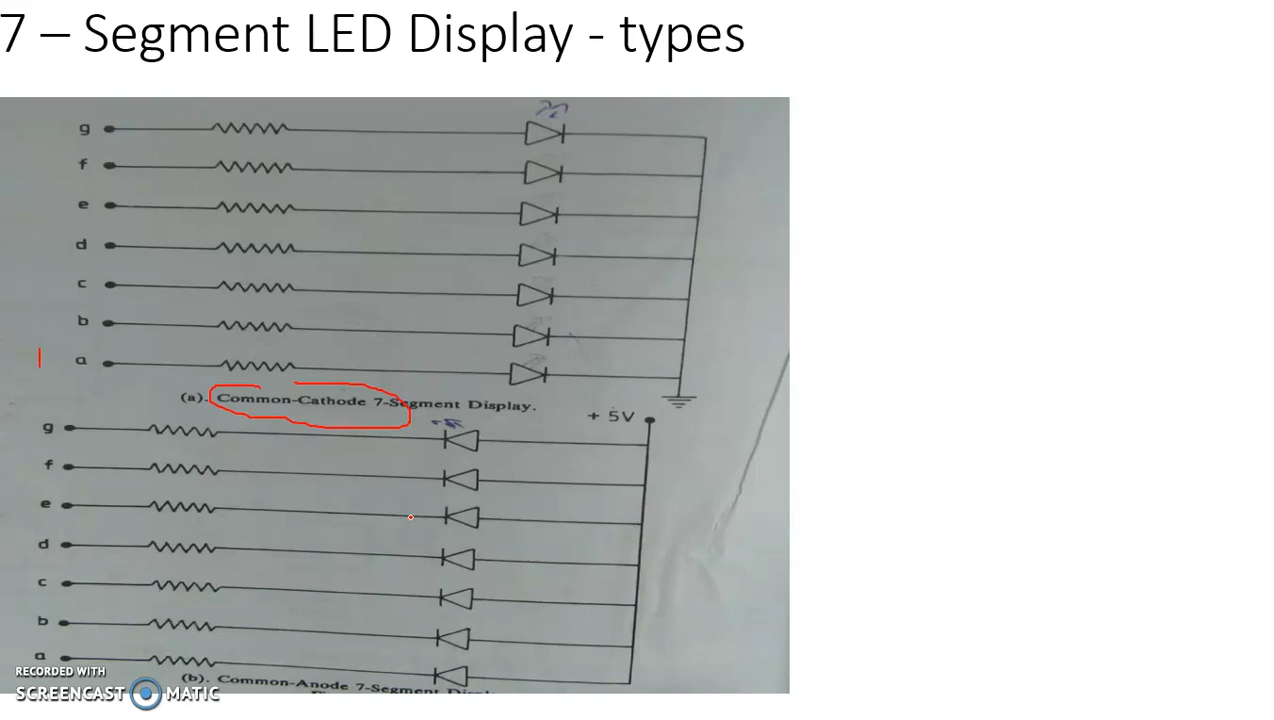 7 – Segment LED Display - types
g
f
e
d
c
b
a
(a). Common-Cathode 7-Segment Display.
+ 5V
g
f
e
d
c
b
a
(b). Common-Anode 7-Segment
RECORDED WITH
SCREENCAST MATIC